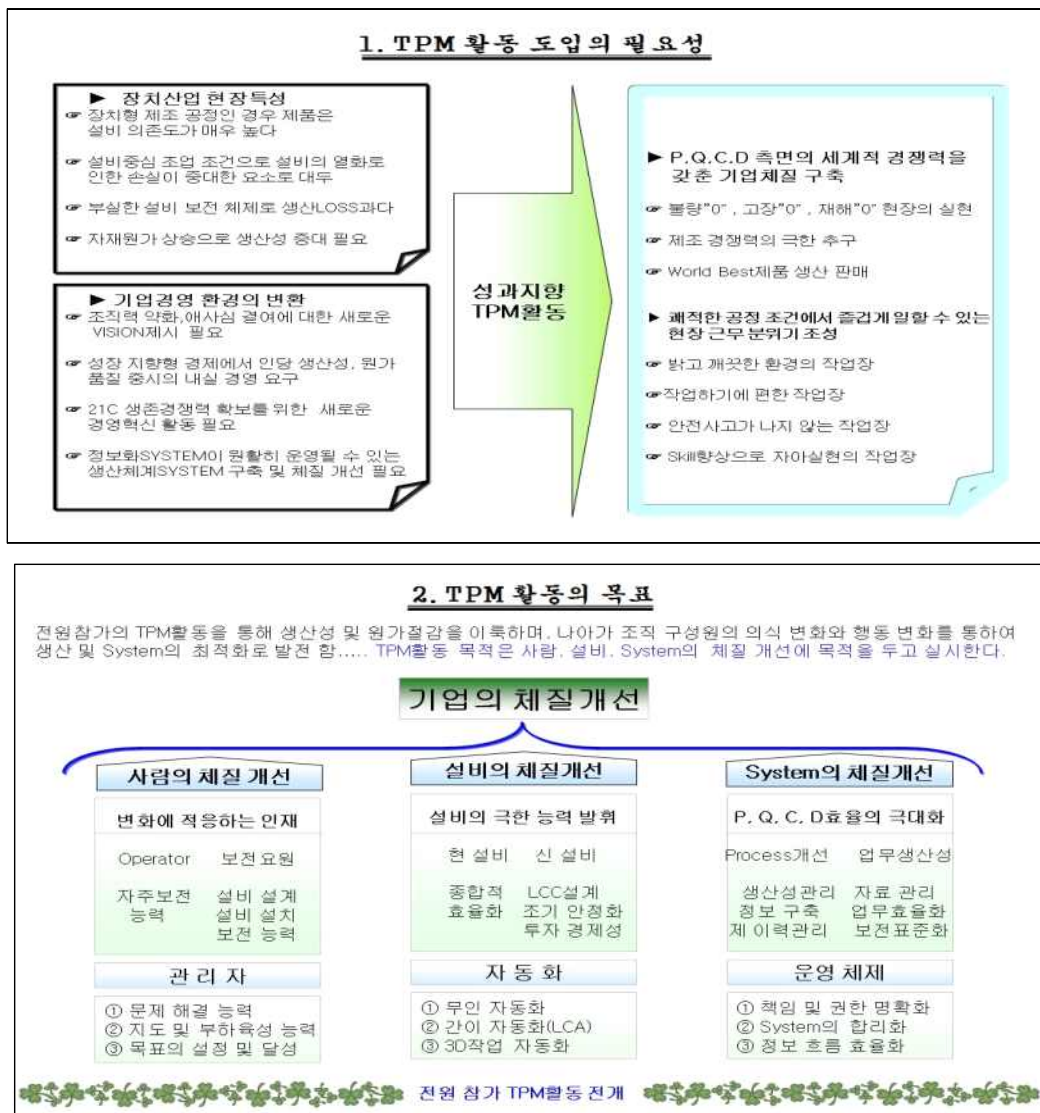 1. TPM 활동 도입의 필요성
▶ 장치산업 현장특성
☞ 장치형 제조 공정인 경우 제품은
설비 의존도가 매우 높다
☞ 설비중심 조업 조건으로 설비의 열화로
인한 손실이 중대한 요소로 대두
☞ 부실한 설비 보전 체제로 생산LOSS과다
☞ 자재원가 상승으로 생산성 증대 필요
▶ 기업경영 환경의 변환
☞ 조직력 약화,애사심 결여에 대한 새로운
VISION제시 필요
☞ 성장 지향형 경제에서 인당 생산성, 원가
품질 중시의 내실 경영 요구
☞ 21C 생존경쟁력 확보를위한 새로운
경영혁신 활동 필요
☞ 정보화SYSTEM이 원활히 운영될 수 있는
생산체계SYSTEM 구축 및 체질 개선 필요
성과지향
TPM활동
▶ P.Q.C.D 측면의 세계적 경쟁력을
갖춘 기업체질 구축
☞ 불량"0" , 고장"0" , 재해"0" 현장의 실현
☞ 제조 경쟁력의 극한 추구
☞ World Best제품 생산 판매
▶ 쾌적한 공정 조건에서 즐겁게 일할 수 있는
현장 근무 분위기 조성
☞ 밝고 깨끗한 환경의 작업장
☞작업하기에 편한 작업장
☞ 안전사고가 나지 않는 작업장
☞ Skill향상으로 자아실현의 작업장
2. TPM 활동의 목표
전원참가의 TPM활동을 통해 생산성 및 원가절감을 이룩하며, 나아가 조직 구성원의 의식 변화와 행동 변화를 통하여
생산 및 System의 최적화로 발전 함..... TPM활동 목적은 사람, 설비, System의 체질 개선에 목적을 두고 실시한다.
기업의 체질개선
사람의 체질 개선
변화에 적응하는 인재
Operator 보전요원
자주보전 설비 설계
능력 설비 설치
보전 능력
관 리 자
① 문제 해결 능력
② 지도 및 부하육성 능력
③ 목표의 설정 및 달성
설비의 체질개선
설비의 극한 능력 발휘
현 설비 신 설비
종합적 LCC설계
효율화 조기 안정화
투자 경제성
자 동 화
① 무인 자동화
② 간이 자동화(LCA)
③ 3D작업 자동화
System의 체질개선
P. Q. C. D효율의 극대화
Process개선 업무생산성
생산성관리 자료 관리
정보 구축 업무효율화
제 이력관리 보전표준화
운영 체제
① 책임 및 권한 명확화
② System의 합리화
③ 정보 흐름 효율화
전원 참가 TPM활동 전개